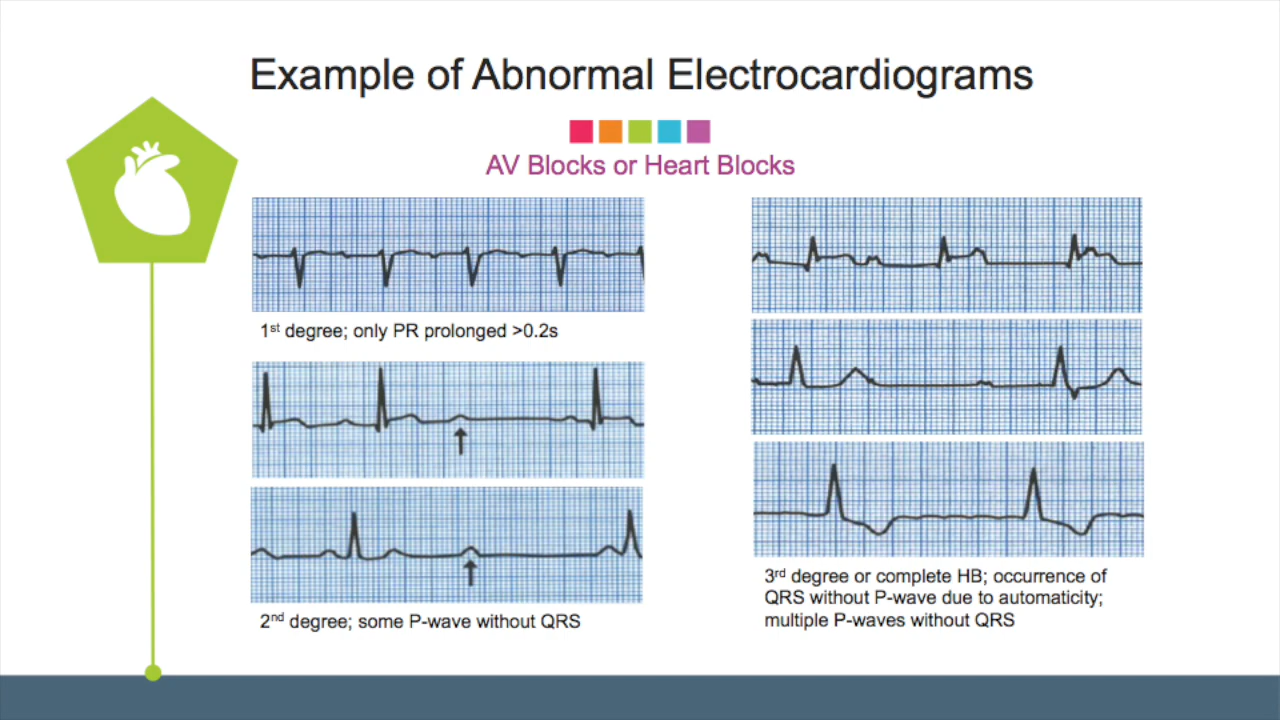 Example of Abnormal Electrocardiograms
AV Blocks or Heart Blocks
1st degree; only PR prolonged >0.2s
2nd degree; some P-wave without QRS
3rd degree or complete HB; occurrence of
QRS without P-wave due to automaticity;
multiple P-waves without QRS